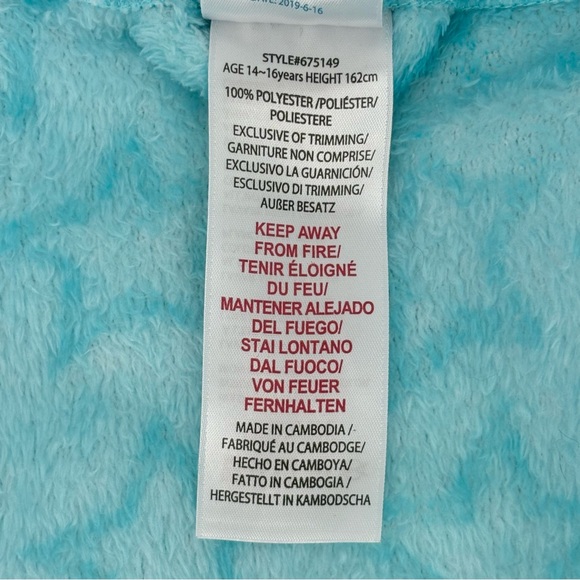 2019-6-16
STYLE#675149
AGE 14~16years HEIGHT 162cm
100% POLYESTER /POLIÉSTER/
POLIESTERE
EXCLUSIVE OF TRIMMING/
GARNITURE NON COMPRISE/
EXCLUSIVO LA GUARNICIÓN/
ESCLUSIVO DI TRIMMING/
AUßER BESATZ
KEEP AWAY
FROM FIRE/
TENIR ÉLOIGNÉ
DU FEU/
MANTENER ALEJADO
DEL FUEGO/
STAI LONTANO
DAL FUOCO/
VON FEUER
FERNHALTEN
MADE IN CAMBODIA /
FABRIQUÉ AU CAMBODGE/
HECHO EN CAMBOYA/
FATTO IN CAMBOGIA /
HERGESTELLT IN KAMBODSCHA